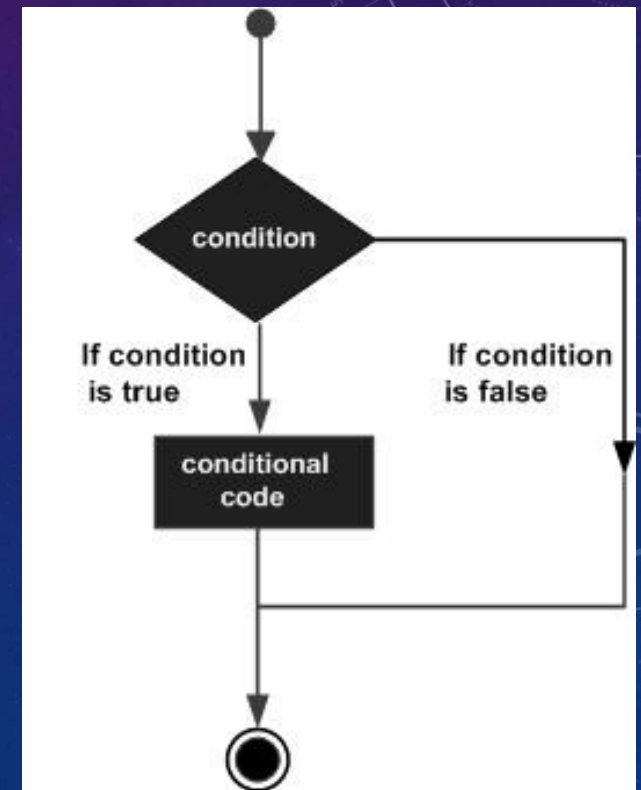 condition
If condition
is true
If condition
is false
conditional
code